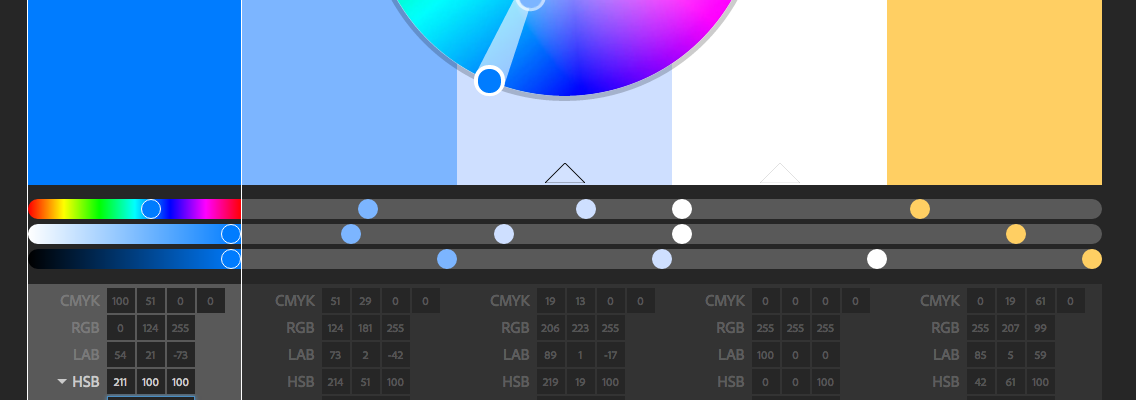 CMYK 100 51 0 0 CMYK 51 29 0 0 CMYK 19 13 0 0 CMYK 0 0 0 0 CMYK 0 19 61 0
RGB 0 124 255 RGB 124 181 255 RGB 206 223 255 RGB 255 255 255 RGB 255 207 99
LAB 54 21 -73 LAB 73 2 -42 LAB 89 1 -17 LAB 100 0 0 LAB 85 5 59
HSB 211 100 100 HSB 214 51 100 HSB 219 19 100 HSB 0 0 100 HSB 42 61 100